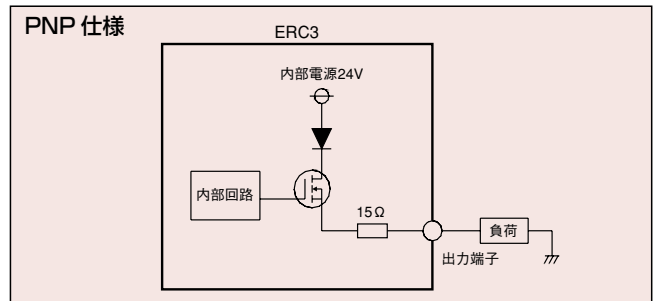 PNP 仕様
ERC3
内部電源24V
内部回路
15Ω
負荷
出力端子